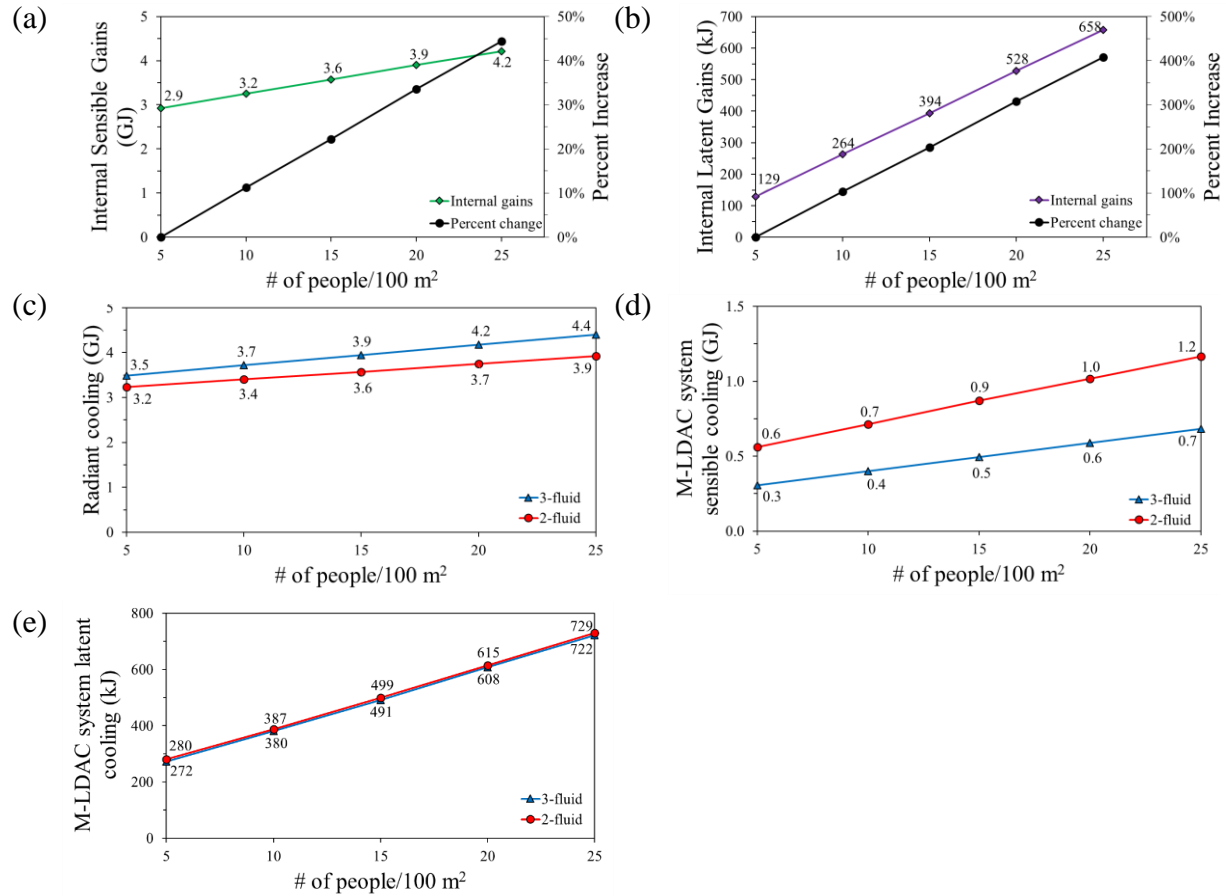 (a)
Internal Sensible Gains
(GJ)
5
4
3
2
1
0
2.9
3.2
3.6
3.9
4.2
50%
40%
30%
20%
10%
0%
Percent Increase
Internal gains
Percent change
5 10 15 20 25
# of people/100 m²
(b)
Internal Latent Gains (kJ)
700
600
500
400
300
200
100
0
129
264
394
528
658
500%
400%
300%
200%
100%
0%
Percent Increase
Internal gains
Percent change
5 10 15 20 25
# of people/100 m²
(c)
Radiant cooling (GJ)
5
4
3
2
1
0
3.5 3.7 3.9 4.2 4.4
3.2 3.4 3.6 3.7 3.9
3-fluid
2-fluid
5 10 15 20 25
# of people/100 m²
(d)
M-LDAC system
sensible cooling (GJ)
1.5
1.0
0.5
0.0
0.6 0.7 0.9 1.0 1.2
0.3 0.4 0.5 0.6 0.7
3-fluid
2-fluid
5 10 15 20 25
# of people/100 m²
(e)
M-LDAC system latent
cooling (kJ)
800
600
400
200
0
280 387 499 615 729
272 380 491 608 722
3-fluid
2-fluid
5 10 15 20 25
# of people/100 m²